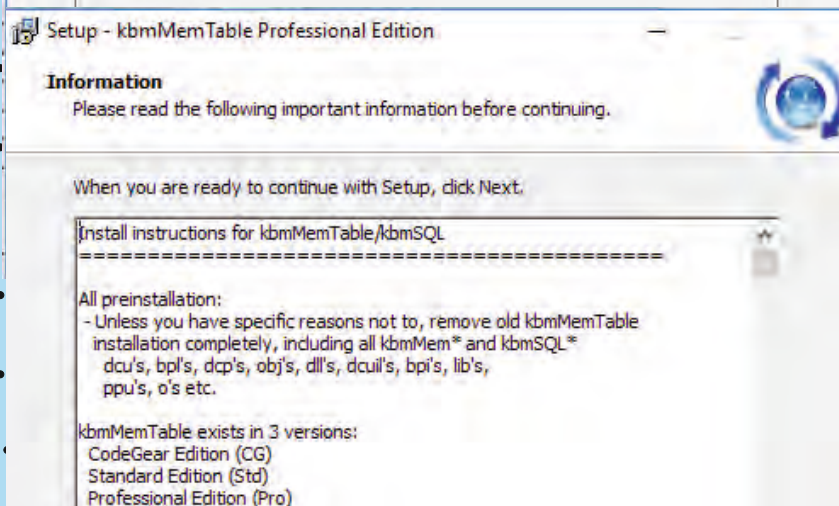 Setup - kbmMemTable Professional Edition
Information
Please read the following important information before continuing.
When you are ready to continue with Setup, click Next.
Install instructions for kbmMemTable/kbmSQL
===========================================
All preinstallation:
- Unless you have specific reasons not to, remove old kbmMemTable
installation completely, including all kbmMem* and kbmSQL*
dcu's, bpl's, dcp's, obj's, dll's, dcuil's, bpi's, lib's,
ppu's, o's etc.
kbmMemTable exists in 3 versions:
CodeGear Edition (CG)
Standard Edition (Std)
Professional Edition (Pro)